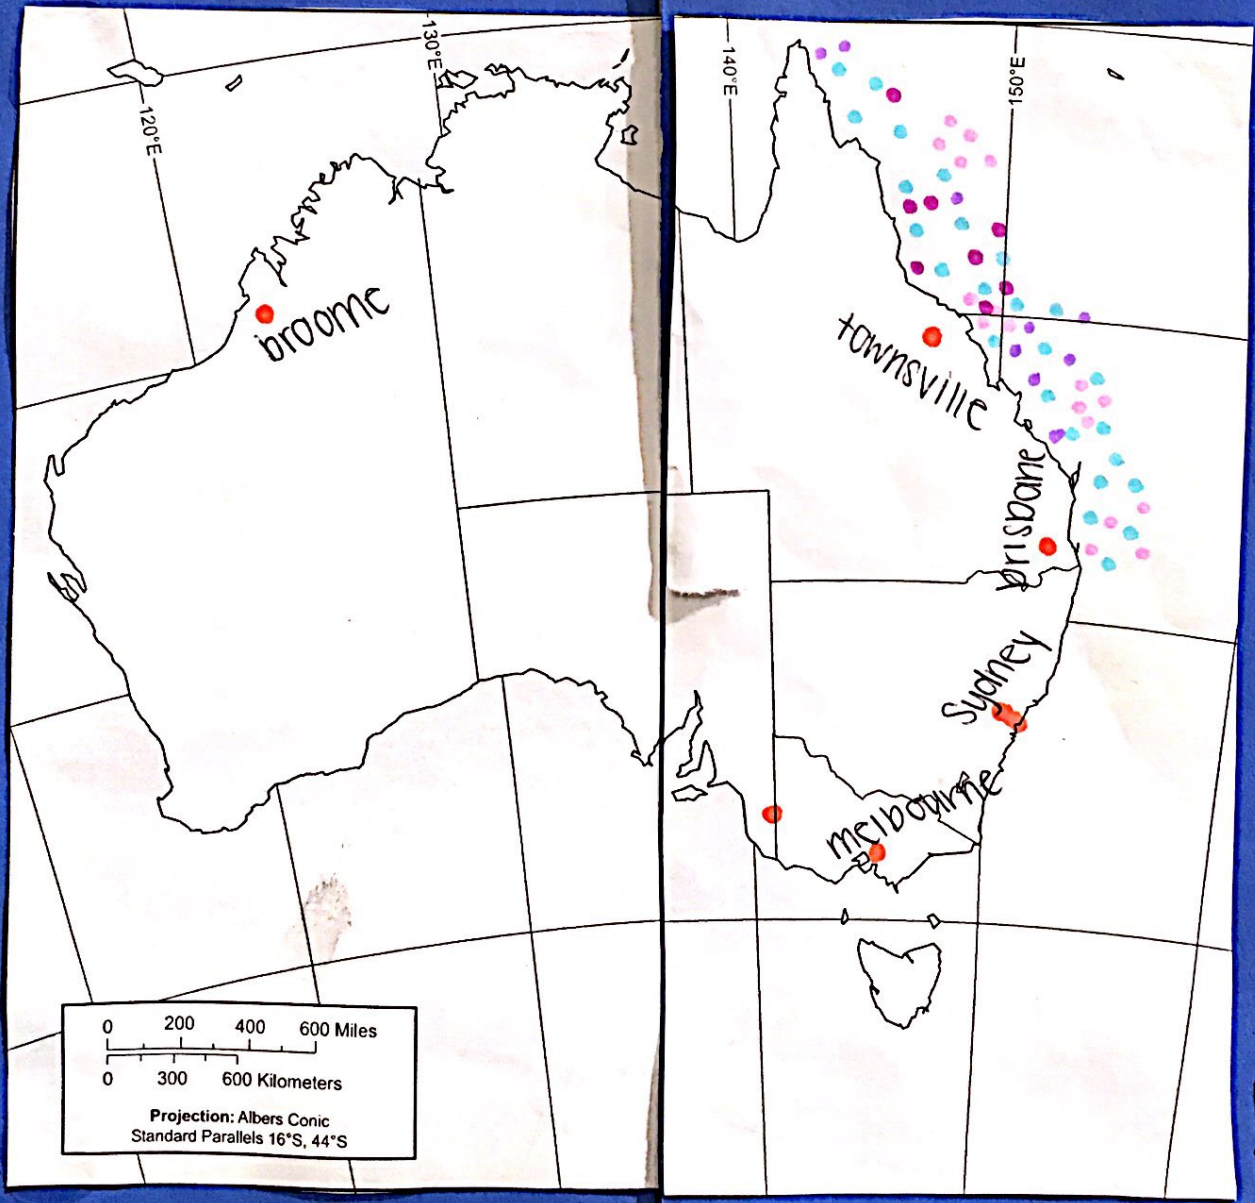 130°E
140°E
150°E
120°E
broome
townsville
brisbane
Sydney
melbourne
0 200 400 600 Miles
0 300 600 Kilometers
Projection: Albers Conic
Standard Parallels 16°S, 44°S